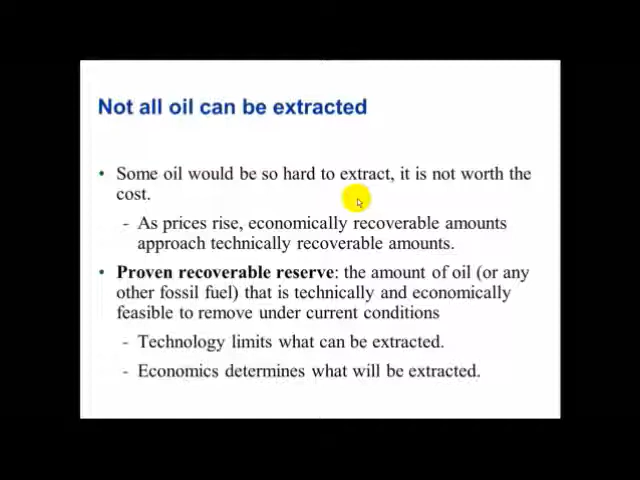 Not all oil can be extracted
• Some oil would be so hard to extract, it is not worth the
cost.
- As prices rise, economically recoverable amounts
approach technically recoverable amounts.
• Proven recoverable reserve: the amount of oil (or any
other fossil fuel) that is technically and economically
feasible to remove under current conditions
- Technology limits what can be extracted.
- Economics determines what will be extracted.